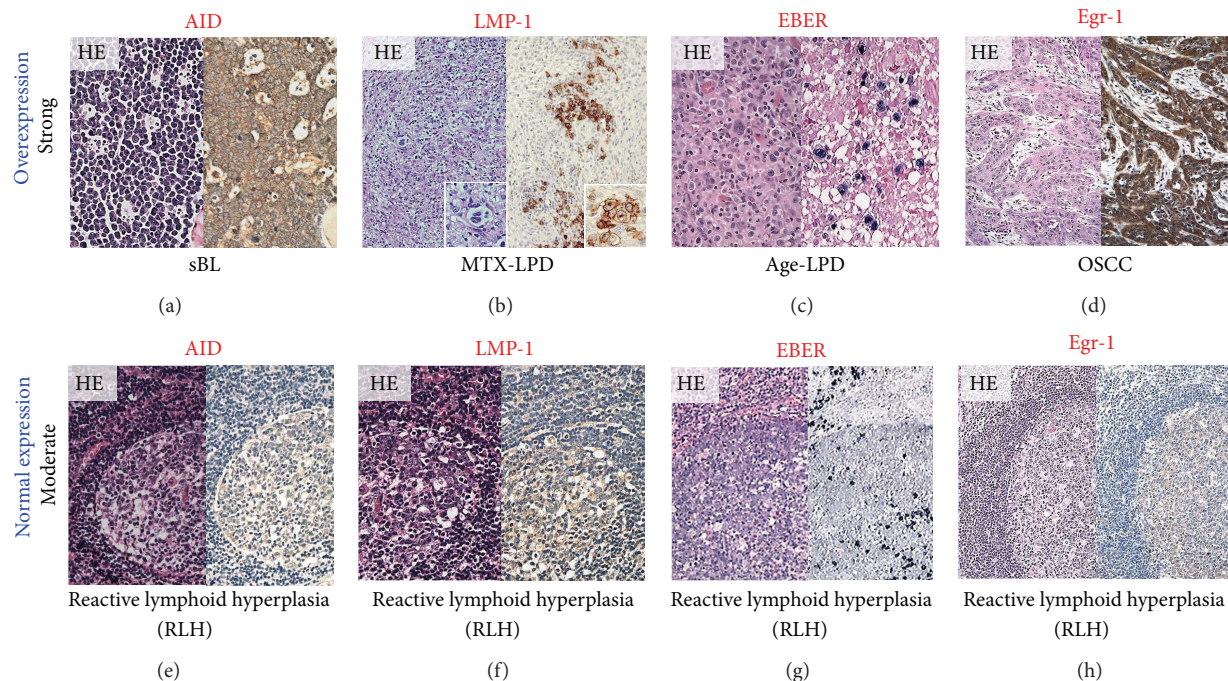 AID
LMP-1
EBER
Egr-1
Overexpression
Strong
HE
HE
HE
HE
sBL
MTX-LPD
Age-LPD
OSCC
(a)
(b)
(c)
(d)
AID
LMP-1
EBER
Egr-1
Normal expression
Moderate
HE
HE
HE
HE
Reactive lymphoid hyperplasia
(RLH)
Reactive lymphoid hyperplasia
(RLH)
Reactive lymphoid hyperplasia
(RLH)
Reactive lymphoid hyperplasia
(RLH)
(e)
(f)
(g)
(h)